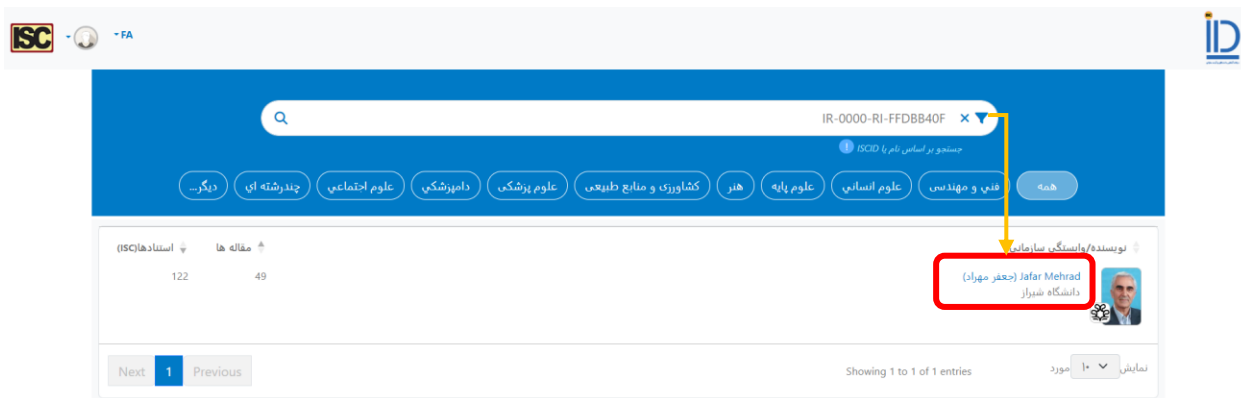 ISC
FA
ID
IR-0000-RI-FFDBB40F
جستجو بر اساس نام یا ISCID
همه
فني و مهندسی
علوم انساني
علوم پایه
هنر
کشاورزی و منابع طبیعی
علوم پزشکی
دامپزشکي
علوم اجتماعي
چندرشته اي
دیگر...
نویسنده/وابستگی سازمانی
مقاله ها
استنادها(ISC)
Jafar Mehrad (جعفر مهراد)
دانشگاه شیراز
49
122
نمایش ۱۰ مورد
Showing 1 to 1 of 1 entries
Previous 1 Next